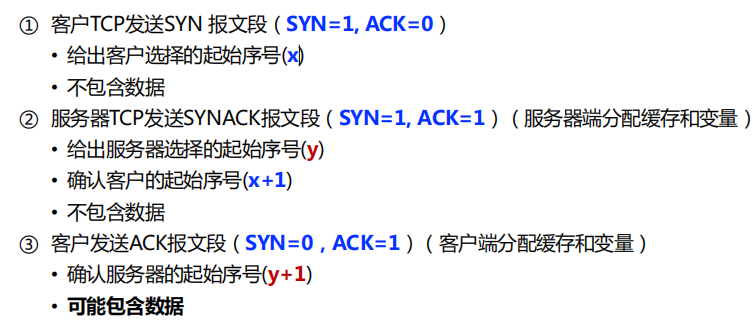 ① 客户TCP发送SYN 报文段（SYN=1, ACK=0）
• 给出客户选择的起始序号(x)
• 不包含数据
② 服务器TCP发送SYNACK报文段（SYN=1, ACK=1）（服务器端分配缓存和变量）
• 给出服务器选择的起始序号(y)
• 确认客户的起始序号(x+1)
• 不包含数据
③ 客户发送ACK报文段（SYN=0，ACK=1）（客户端分配缓存和变量）
• 确认服务器的起始序号(y+1)
• 可能包含数据